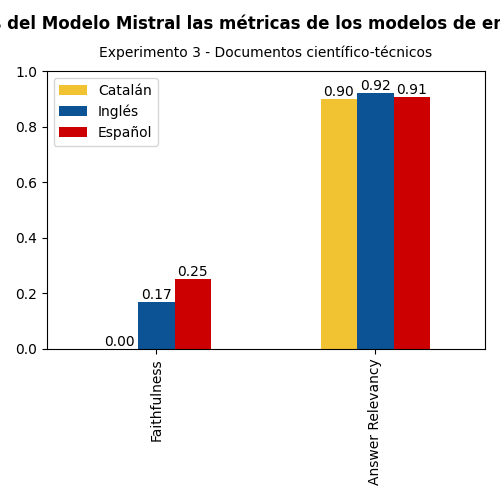 del Modelo Mistral las métricas de los modelos de
Experimento 3 - Documentos científico-técnicos
1.0
0.8
0.6
0.4
0.2
0.0
Catalán
Inglés
Español
0.00
0.17
0.25
0.90
0.92
0.91
Faithfulness
Answer Relevancy